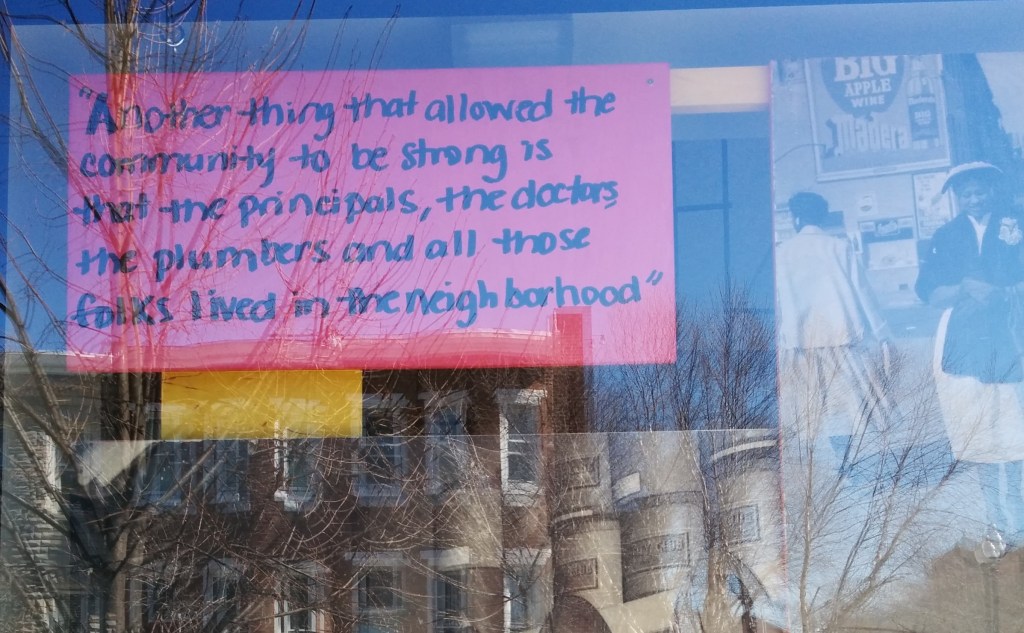 "Another thing that allowed the
community to be strong is
that the principals, the doctors,
the plumbers and all those
folks lived in the neighborhood"
BIG
APPLE
WINE
Madera